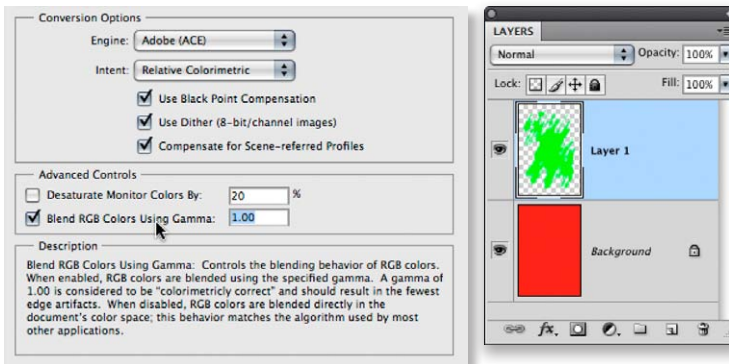 Conversion Options
Engine: Adobe (ACE)
Intent: Relative Colorimetric
Use Black Point Compensation
Use Dither (8-bit/channel images)
Compensate for Scene-referred Profiles
Advanced Controls
Desaturate Monitor Colors By: 20 %
Blend RGB Colors Using Gamma: 1.00
Description
Blend RGB Colors Using Gamma: Controls the blending behavior of RGB colors.
When enabled, RGB colors are blended using the specified gamma. A gamma of
1.00 is considered to be "colorimetricly correct" and should result in the fewest
edge artifacts. When disabled, RGB colors are blended directly in the
document's color space; this behavior matches the algorithm used by most
other applications.
LAYERS
Normal Opacity: 100%
Lock: Fill: 100%
Layer 1
Background
fx.